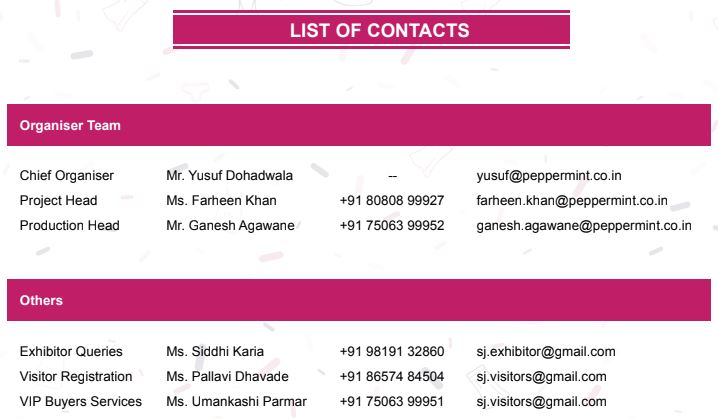 LIST OF CONTACTS
Organiser Team
Chief Organiser Mr. Yusuf Dohadwala -- yusuf@peppermint.co.in
Project Head Ms. Farheen Khan +91 80808 99927 farheen.khan@peppermint.co.in
Production Head Mr. Ganesh Agawane +91 75063 99952 ganesh.agawane@peppermint.co.in
Others
Exhibitor Queries Ms. Siddhi Karia +91 98191 32860 sj.exhibitor@gmail.com
Visitor Registration Ms. Pallavi Dhavade +91 86574 84504 sj.visitors@gmail.com
VIP Buyers Services Ms. Umankashi Parmar +91 75063 99951 sj.visitors@gmail.com